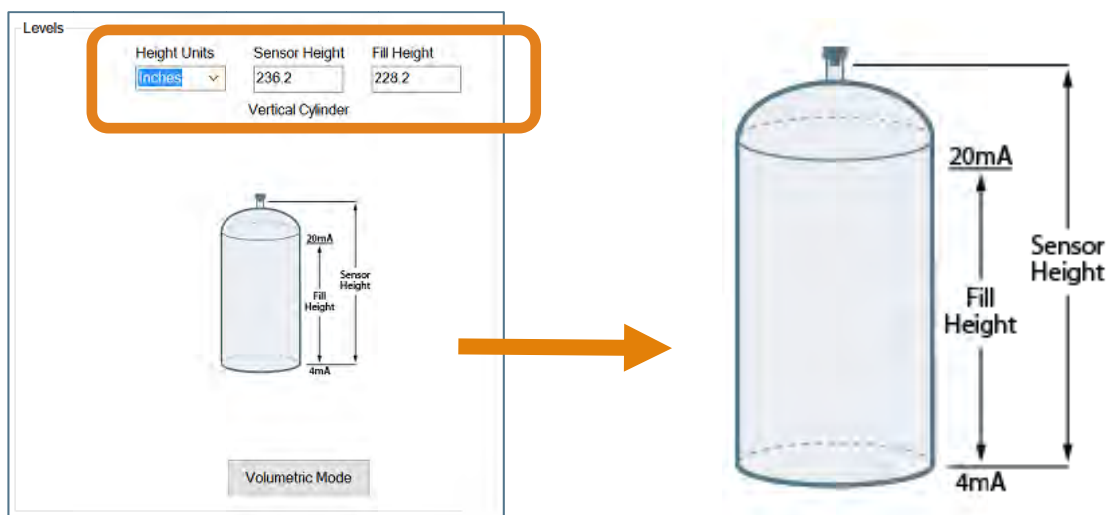 Levels
Height Units Sensor Height Fill Height
Inches 236.2 228.2
Vertical Cylinder
20mA
Sensor
Height
Fill
Height
4mA
Volumetric Mode
20mA
Sensor
Height
Fill
Height
4mA